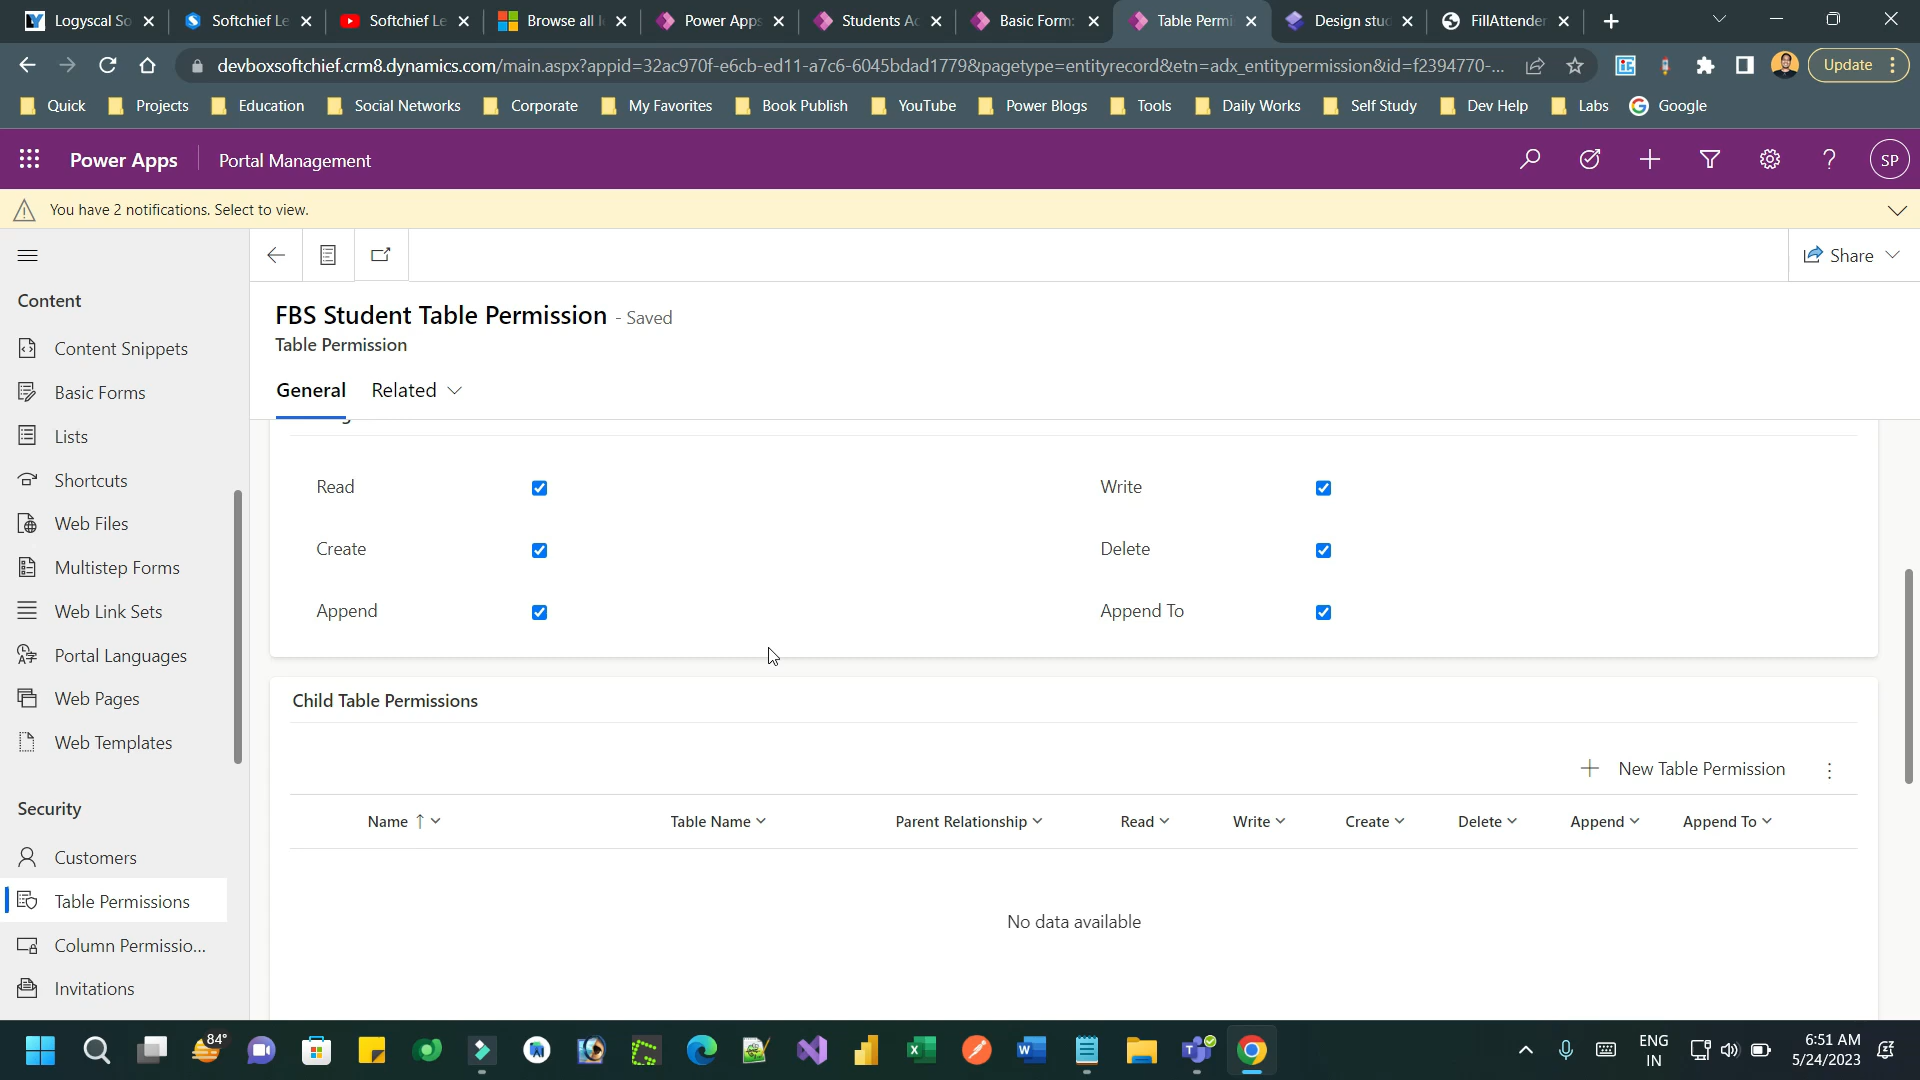 Logyscal So
Softchief Le
Softchief Le
Browse all
Power Apps
Students Ac
Basic Form:
Table Permi
Design stud
FillAttender
devboxsoftchief.crm8.dynamics.com/main.aspx?appid=32ac970f-e6cb-ed11-a7c6-6045bdad1779&pagetype=entityrecord&etn=adx_entitypermission&id=f2394770-...
Update
Quick
Projects
Education
Social Networks
Corporate
My Favorites
Book Publish
YouTube
Power Blogs
Tools
Daily Works
Self Study
Dev Help
Labs
Google
Power Apps
Portal Management
SP
You have 2 notifications. Select to view.
Share
Content
Content Snippets
Basic Forms
Lists
Shortcuts
Web Files
Multistep Forms
Web Link Sets
Portal Languages
Web Pages
Web Templates
Security
Customers
Table Permissions
Column Permissio...
Invitations
FBS Student Table Permission - Saved
Table Permission
General
Related
Read
Write
Create
Delete
Append
Append To
Child Table Permissions
New Table Permission
Name
Table Name
Parent Relationship
Read
Write
Create
Delete
Append
Append To
No data available
84°
ENG
IN
6:51 AM
5/24/2023